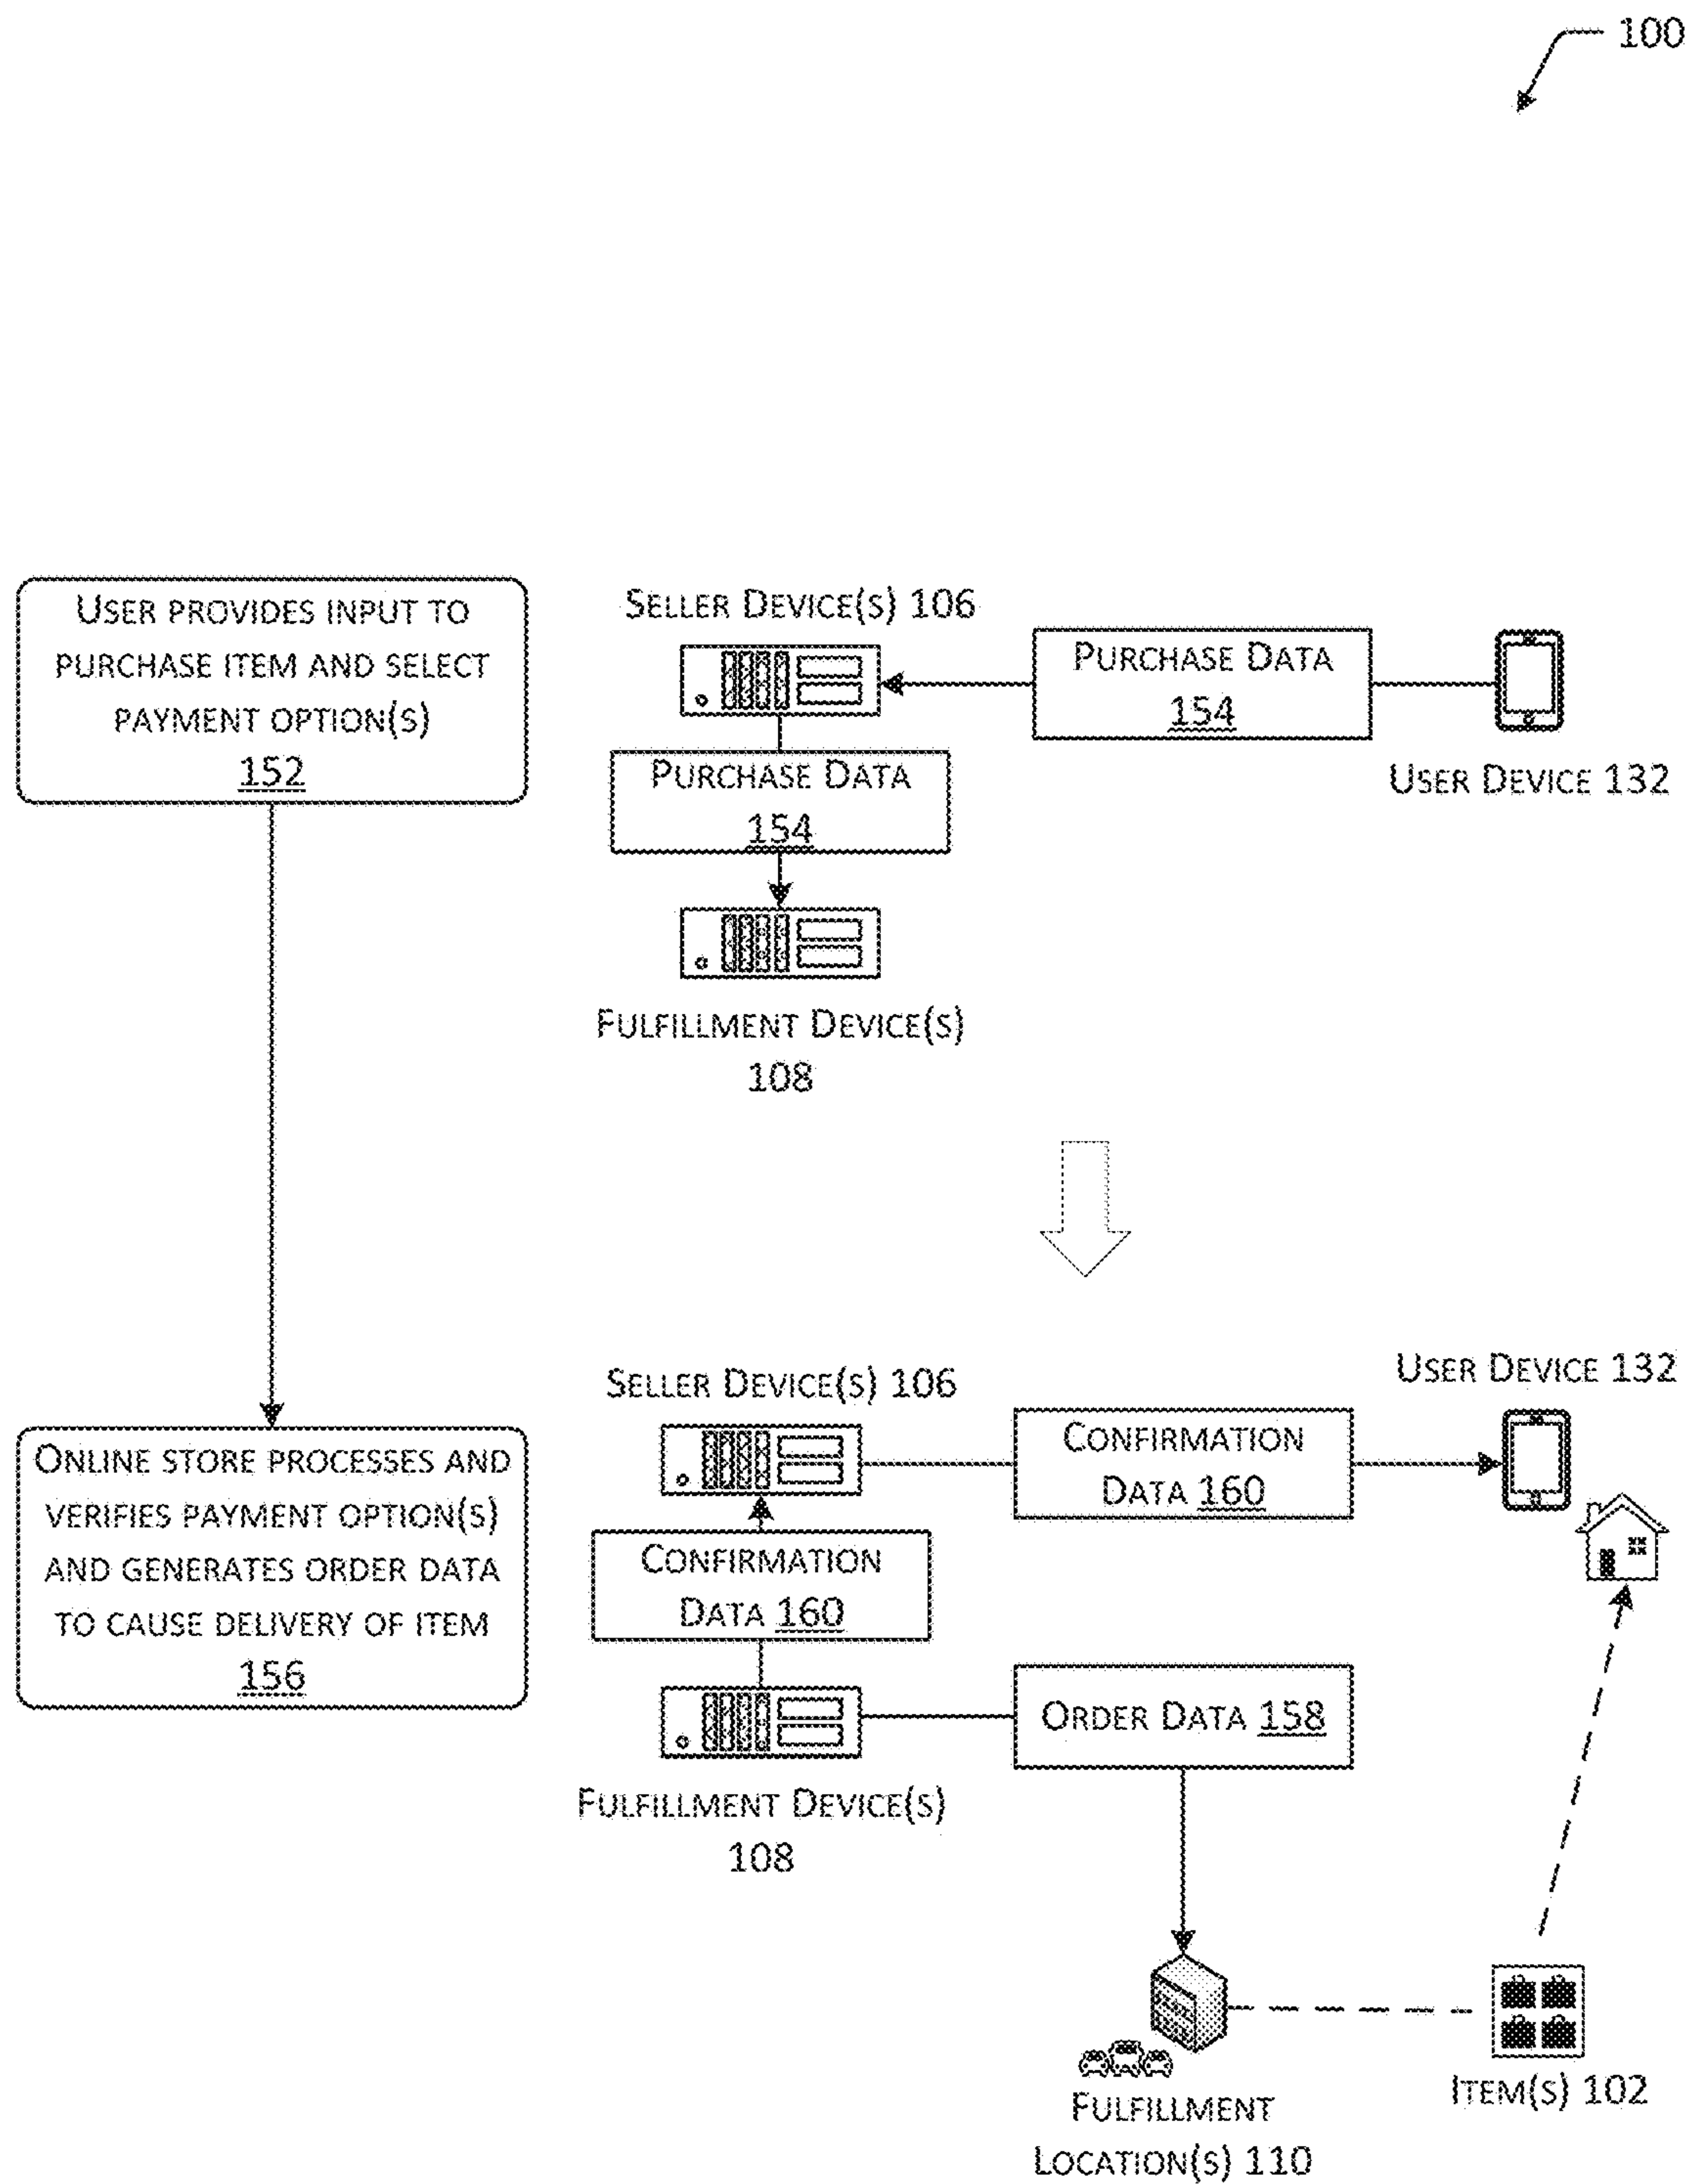 100
USER PROVIDES INPUT TO
PURCHASE ITEM AND SELECT
PAYMENT OPTION(S)
152
SELLER DEVICE(S) 106
PURCHASE DATA
154
USER DEVICE 132
PURCHASE DATA
154
FULFILLMENT DEVICE(S)
108
ONLINE STORE PROCESSES AND
VERIFIES PAYMENT OPTION(S)
AND GENERATES ORDER DATA
TO CAUSE DELIVERY OF ITEM
156
SELLER DEVICE(S) 106
CONFIRMATION
DATA 160
USER DEVICE 132
CONFIRMATION
DATA 160
ORDER DATA 158
FULFILLMENT DEVICE(S)
108
FULFILLMENT
LOCATION(S) 110
ITEM(S) 102